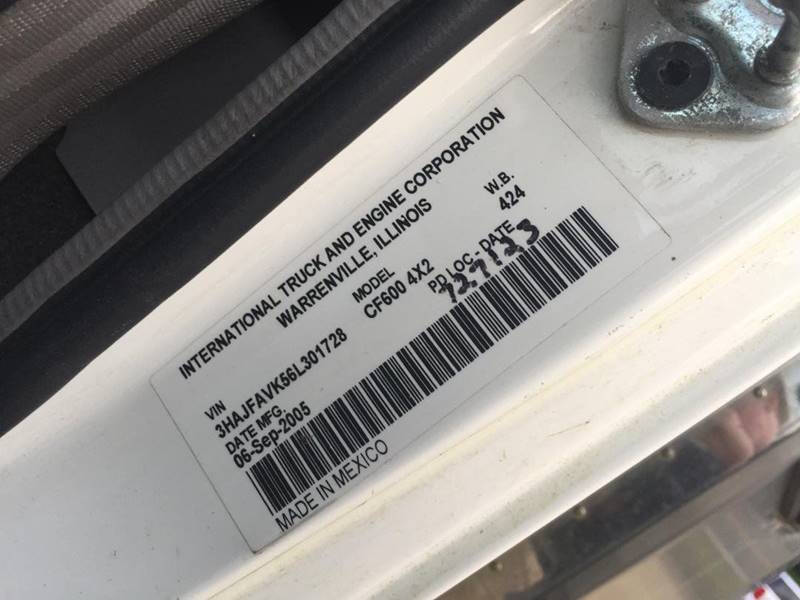 INTERNATIONAL TRUCK AND ENGINE CORPORATION
WARRENVILLE, ILLINOIS
VIN MODEL W.B.
3HAJFAVK56L301728 CF600 4X2 424
DATE MFG. P.D LOC.- DATE
06-Sep-2005 727123
MADE IN MEXICO